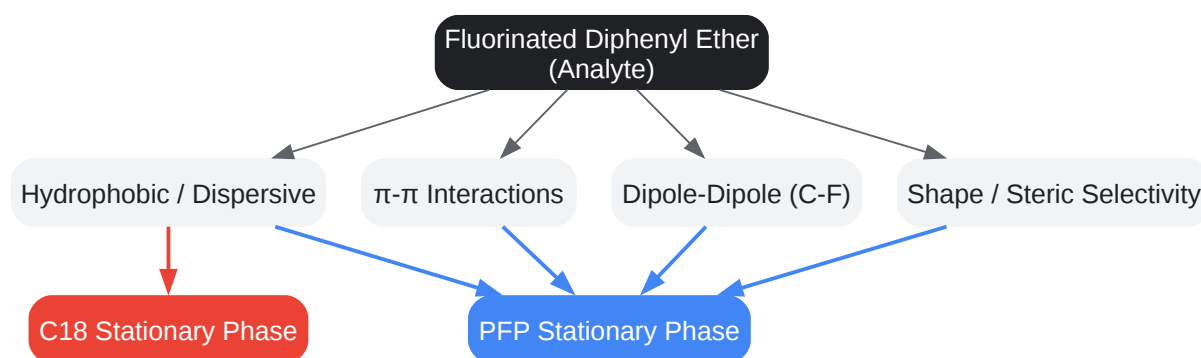 Fluorinated Diphenyl Ether
(Analyte)
Hydrophobic / Dispersive
π-π Interactions
Dipole-Dipole (C-F)
Shape / Steric Selectivity
C18 Stationary Phase
PFP Stationary Phase